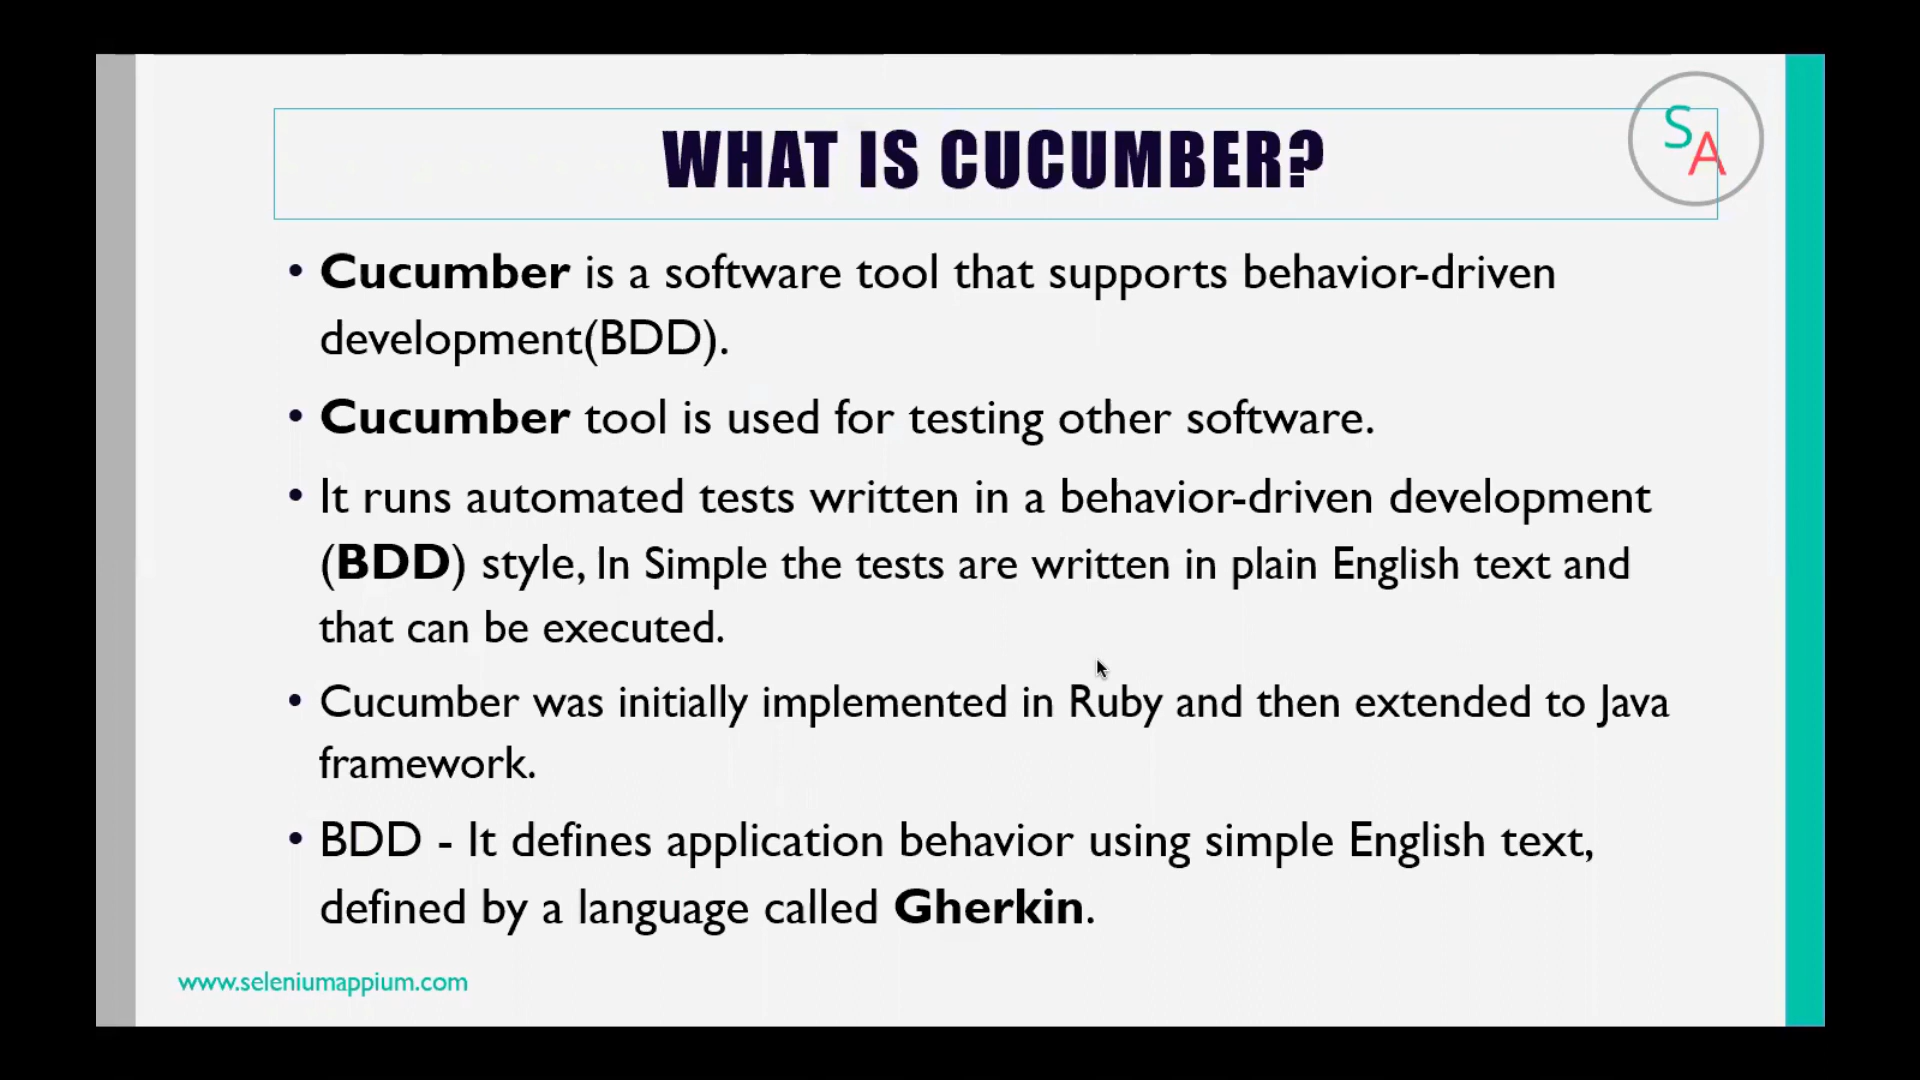 WHAT IS CUCUMBER?
S
A
• Cucumber is a software tool that supports behavior-driven
development(BDD).
• Cucumber tool is used for testing other software.
• It runs automated tests written in a behavior-driven development
(BDD) style, In Simple the tests are written in plain English text and
that can be executed.
• Cucumber was initially implemented in Ruby and then extended to Java
framework.
• BDD - It defines application behavior using simple English text,
defined by a language called Gherkin.
www.seleniumappium.com